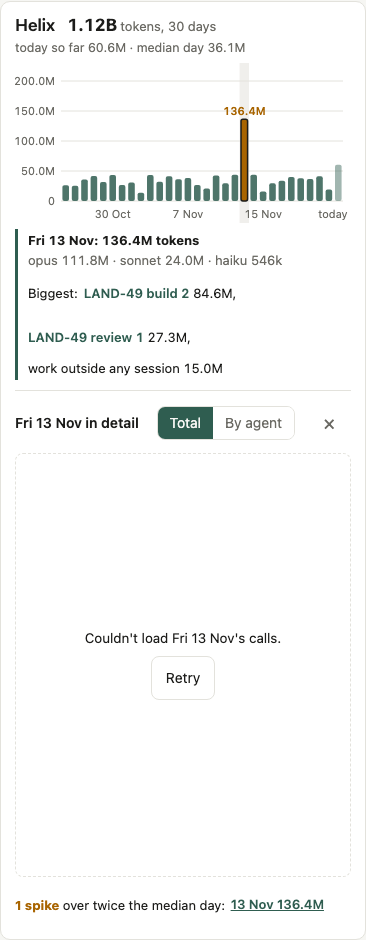 Helix 1.12B tokens, 30 days
today so far 60.6M · median day 36.1M
200.0M
136.4M
150.0M
100.0M
50.0M
0
30 Oct 7 Nov 15 Nov today
Fri 13 Nov: 136.4M tokens
opus 111.8M · sonnet 24.0M · haiku 546k
Biggest: LAND-49 build 2 84.6M,
LAND-49 review 1 27.3M,
work outside any session 15.0M
Fri 13 Nov in detail Total By agent ×
Couldn't load Fri 13 Nov's calls.
Retry
1 spike over twice the median day: 13 Nov 136.4M